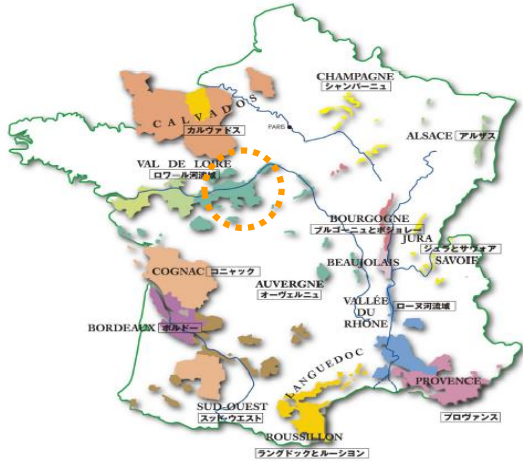 CHAMPAGNE
シャンパーニュ
CALVADOS
カルヴァドス
PARIS
ALSACE アルザス
VAL DE LOIRE
ロワール河流域
BOURGOGNE
ブルゴーニュとボジョレー
JURA
ジュラとサヴォア
SAVOIE
BEAUJOLAIS
COGNAC コニャック
AUVERGNE
オーヴェルニュ
VALLÉE
DU
RHÔNE
ローヌ河流域
BORDEAUX ボルドー
LANGUEDOC
PROVENCE
プロヴァンス
SUD-OUEST
スッド・ウエスト
ROUSSILLON
ラングドックとルーション